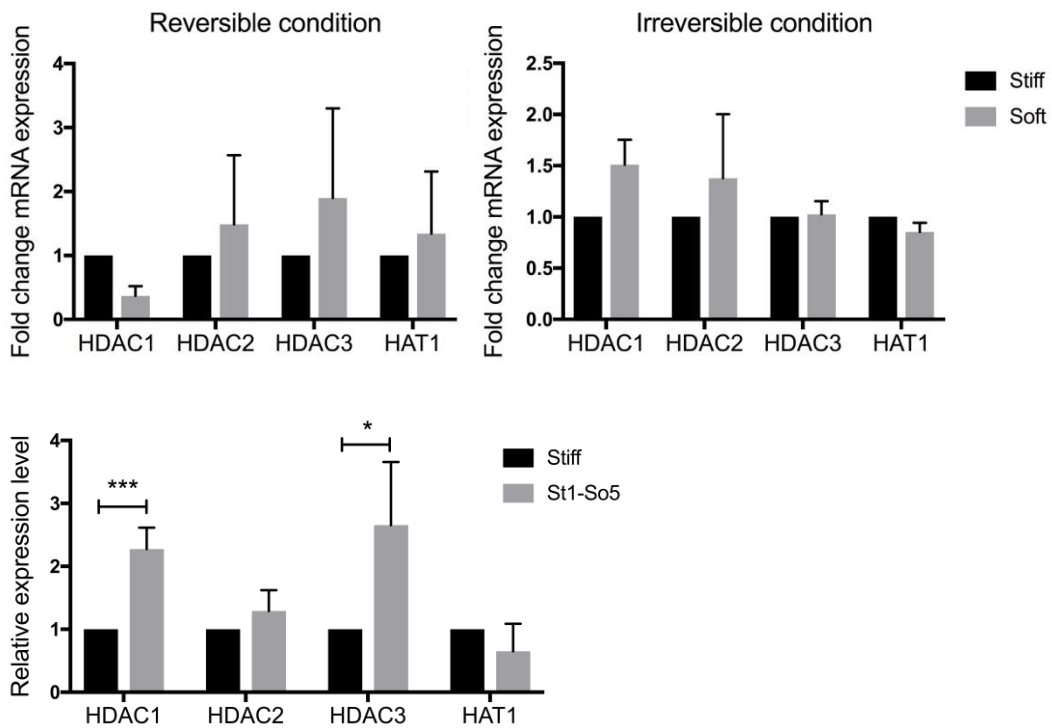 Reversible condition
Fold change mRNA expression
4
3
2
1
0
HDAC1 HDAC2 HDAC3 HAT1
Irreversible condition
Fold change mRNA expression
2.5
2.0
1.5
1.0
0.5
0.0
HDAC1 HDAC2 HDAC3 HAT1
Stiff
Soft
Relative expression level
4
3
2
1
0
*** *
HDAC1 HDAC2 HDAC3 HAT1
Stiff
St1-So5